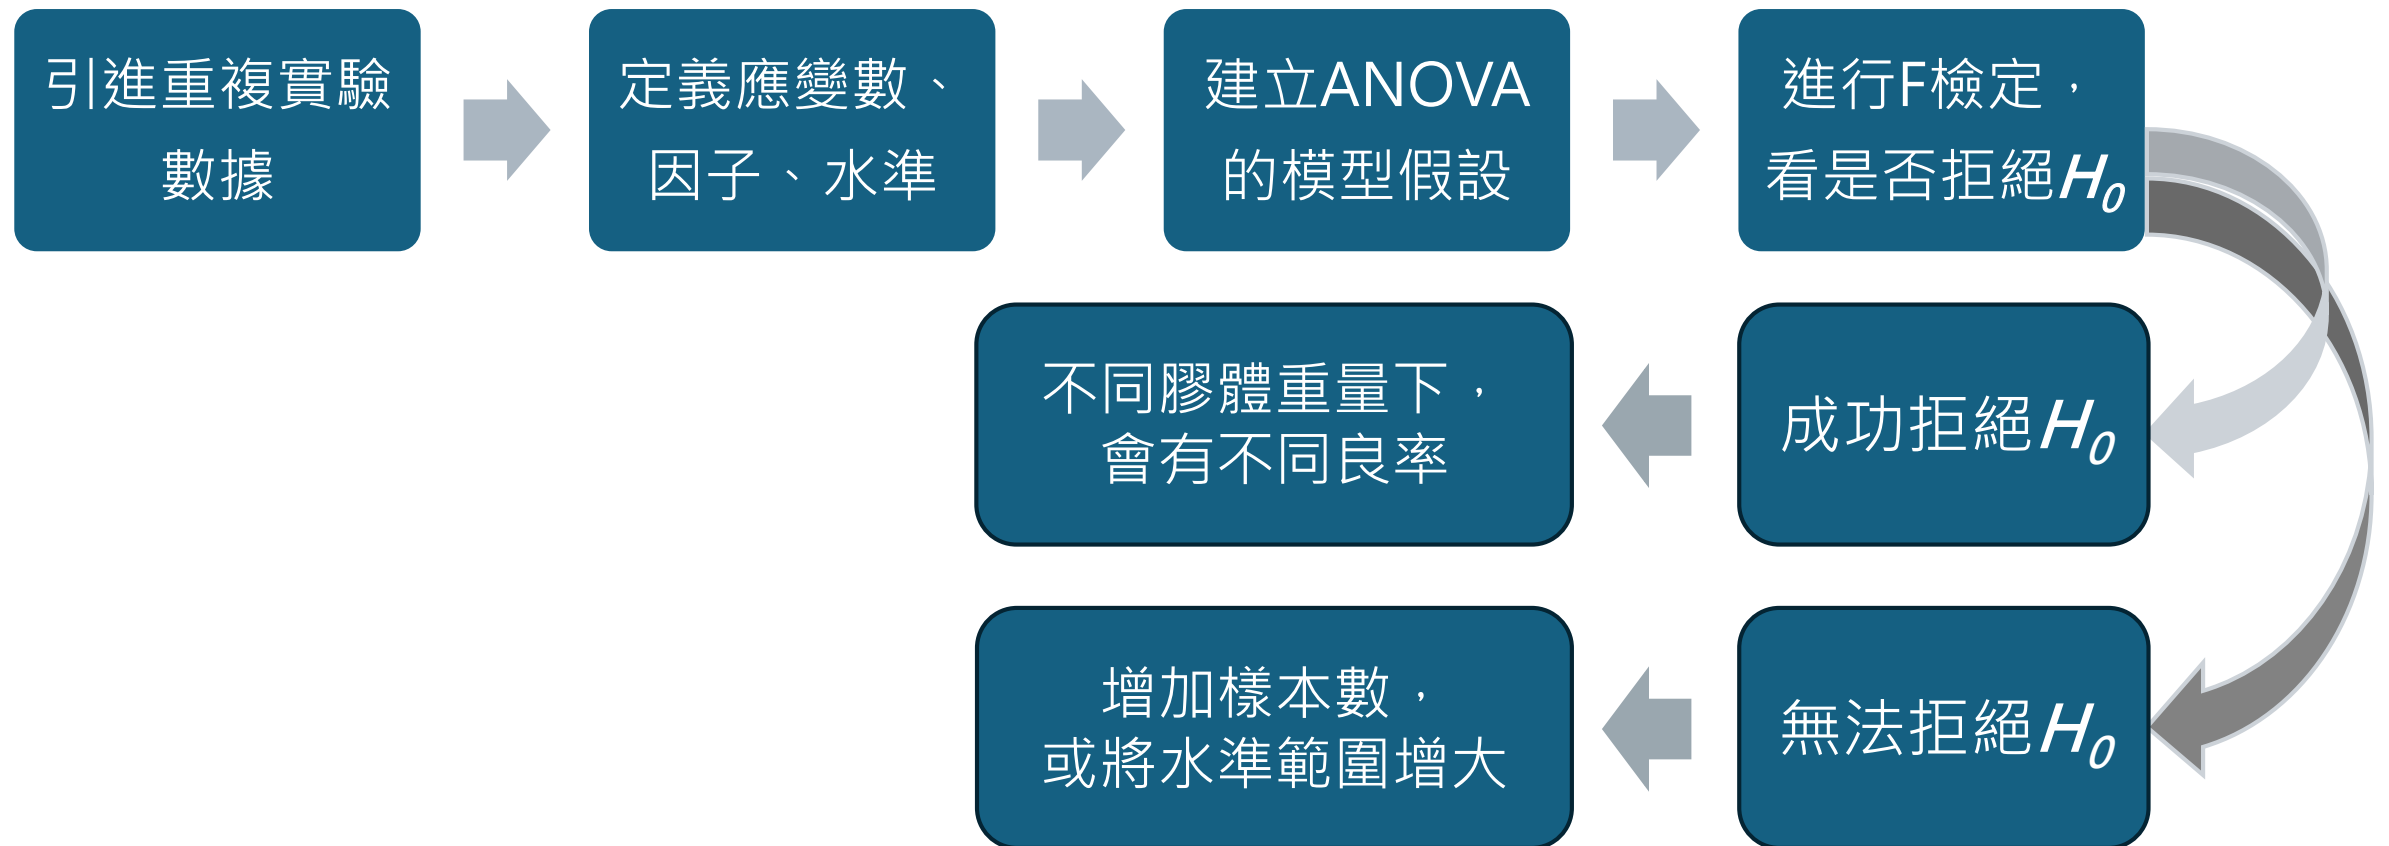 引進重複實驗
數據
定義應變數、
因子、水準
建立ANOVA
的模型假設
進行F檢定，
看是否拒絕H₀
成功拒絕H₀
不同膠體重量下，
會有不同良率
無法拒絕H₀
增加樣本數，
或將水準範圍增大